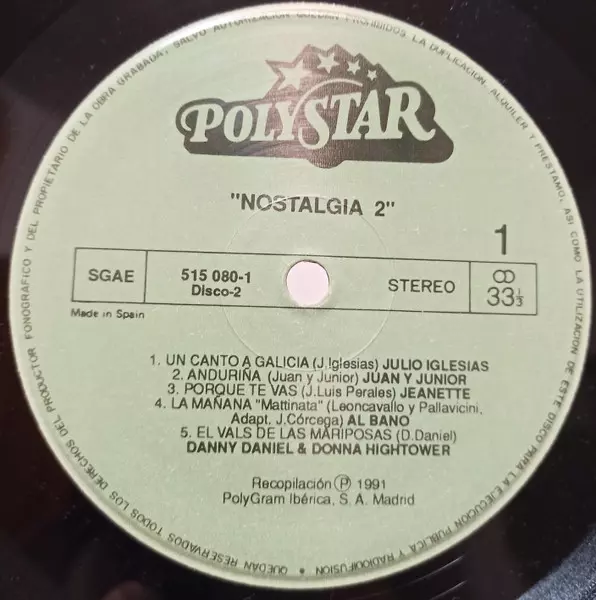 QUEDAN RESERVADOS TODOS LOS DERECHOS DEL PRODUCTOR FONOGRAFICO Y DEL PROPIETARIO DE LA OBRA GRABADA, SALVO AUTORIZACION QUEDAN PROHIBIDOS LA DUPLICACION, ALQUILER Y PRESTAMO, ASI COMO LA UTILIZACION DE ESTE DISCO PARA LA EJECUCION PUBLICA Y RADIODIFUSION •
POLYSTAR
"NOSTALGIA 2"
1
SGAE
515 080-1
Disco-2
STEREO
33 1/3
Made in Spain
1. UN CANTO A GALICIA (J. Iglesias) JULIO IGLESIAS
2. ANDURIÑA (Juan y Junior) JUAN Y JUNIOR
3. PORQUE TE VAS (J.Luis Perales) JEANETTE
4. LA MAÑANA "Mattinata" (Leoncavallo y Pallavicini,
Adapt. J.Córcega) AL BANO
5. EL VALS DE LAS MARIPOSAS (D.Daniel)
DANNY DANIEL & DONNA HIGHTOWER
Recopilación Ⓟ 1991
PolyGram Ibérica, S. A. Madrid